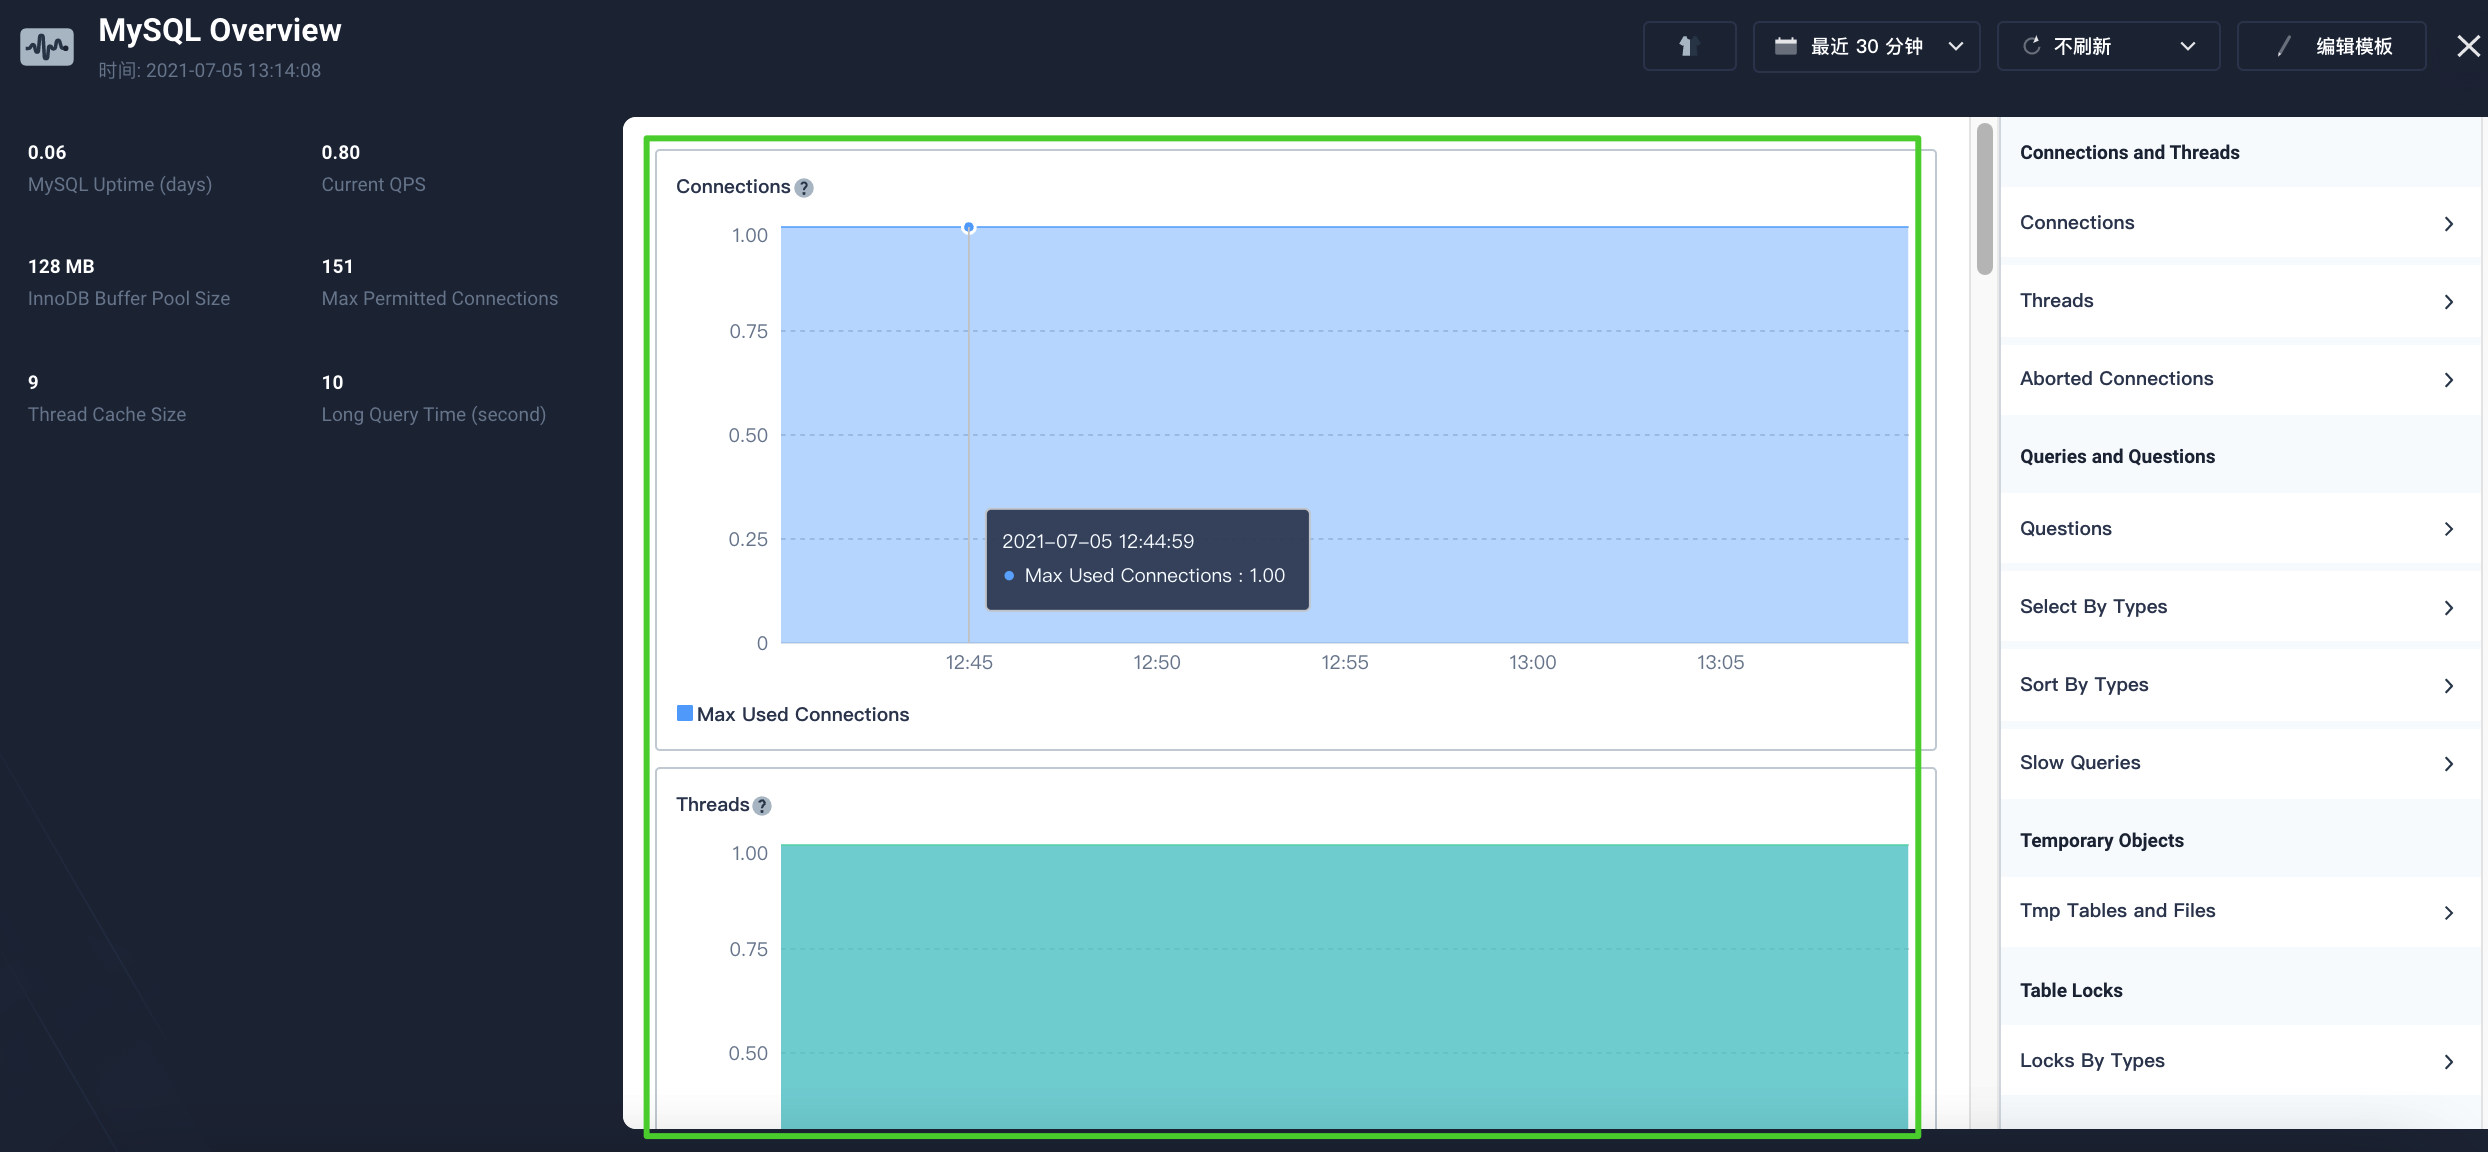 MySQL Overview
时间: 2021-07-05 13:14:08
最近 30 分钟
不刷新
编辑模板
0.06
MySQL Uptime (days)
0.80
Current QPS
128 MB
InnoDB Buffer Pool Size
151
Max Permitted Connections
9
Thread Cache Size
10
Long Query Time (second)
Connections ?
1.00
0.75
0.50
0.25
0
2021-07-05 12:44:59
Max Used Connections : 1.00
12:45 12:50 12:55 13:00 13:05
Max Used Connections
Threads ?
1.00
0.75
0.50
Connections and Threads
Connections
Threads
Aborted Connections
Queries and Questions
Questions
Select By Types
Sort By Types
Slow Queries
Temporary Objects
Tmp Tables and Files
Table Locks
Locks By Types